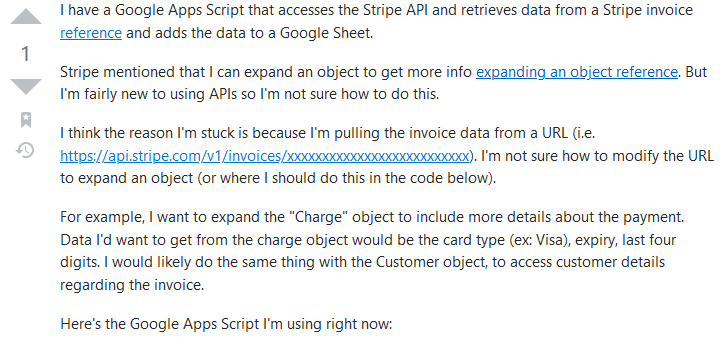 I have a Google Apps Script that accesses the Stripe API and retrieves data from a Stripe invoice
reference and adds the data to a Google Sheet.
1
Stripe mentioned that I can expand an object to get more info expanding an object reference. But
I'm fairly new to using APIs so I'm not sure how to do this.
I think the reason I'm stuck is because I'm pulling the invoice data from a URL (i.e.
https://api.stripe.com/v1/invoices/xxxxxxxxxxxxxxxxxxxxxxxxxxx). I'm not sure how to modify the URL
to expand an object (or where I should do this in the code below).
For example, I want to expand the "Charge" object to include more details about the payment.
Data I'd want to get from the charge object would be the card type (ex: Visa), expiry, last four
digits. I would likely do the same thing with the Customer object, to access customer details
regarding the invoice.
Here's the Google Apps Script I'm using right now: